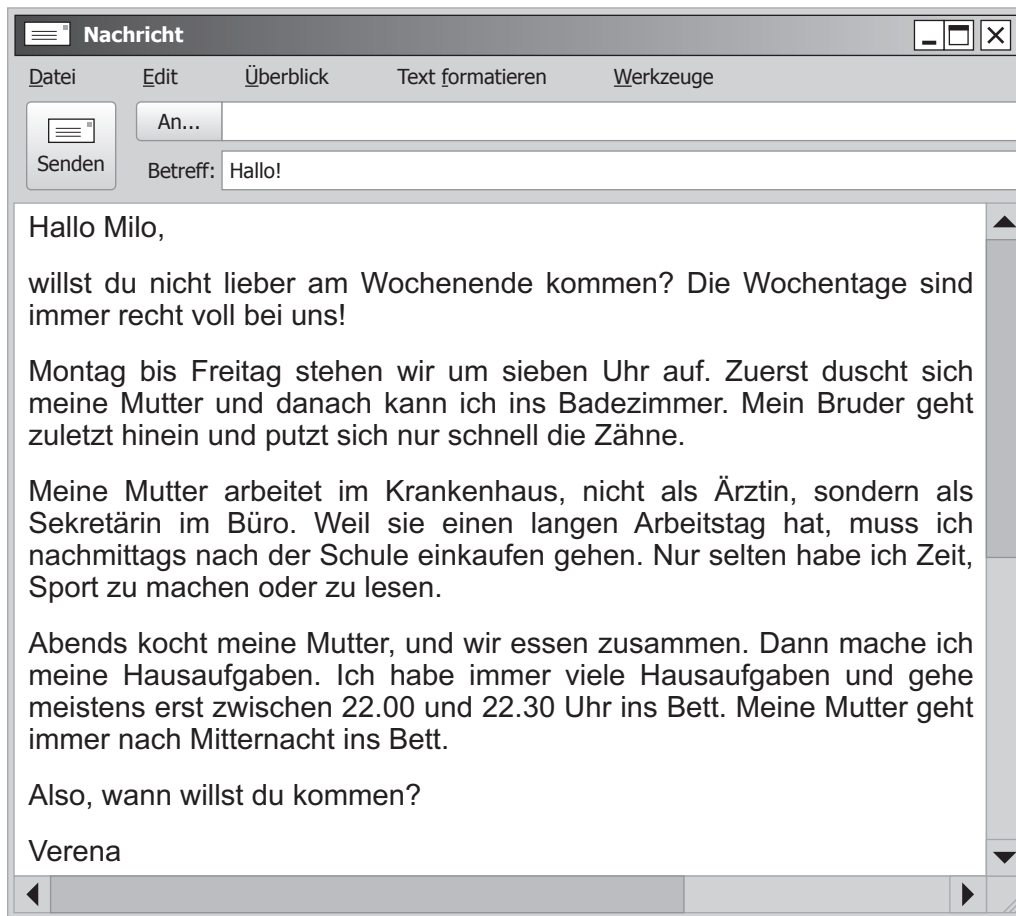 Nachricht
Datei Edit Überblick Text formatieren Werkzeuge
An...
Senden
Betreff: Hallo!
Hallo Milo,
willst du nicht lieber am Wochenende kommen? Die Wochentage sind
immer recht voll bei uns!
Montag bis Freitag stehen wir um sieben Uhr auf. Zuerst duscht sich
meine Mutter und danach kann ich ins Badezimmer. Mein Bruder geht
zuletzt hinein und putzt sich nur schnell die Zähne.
Meine Mutter arbeitet im Krankenhaus, nicht als Ärztin, sondern als
Sekretärin im Büro. Weil sie einen langen Arbeitstag hat, muss ich
nachmittags nach der Schule einkaufen gehen. Nur selten habe ich Zeit,
Sport zu machen oder zu lesen.
Abends kocht meine Mutter, und wir essen zusammen. Dann mache ich
meine Hausaufgaben. Ich habe immer viele Hausaufgaben und gehe
meistens erst zwischen 22.00 und 22.30 Uhr ins Bett. Meine Mutter geht
immer nach Mitternacht ins Bett.
Also, wann willst du kommen?
Verena